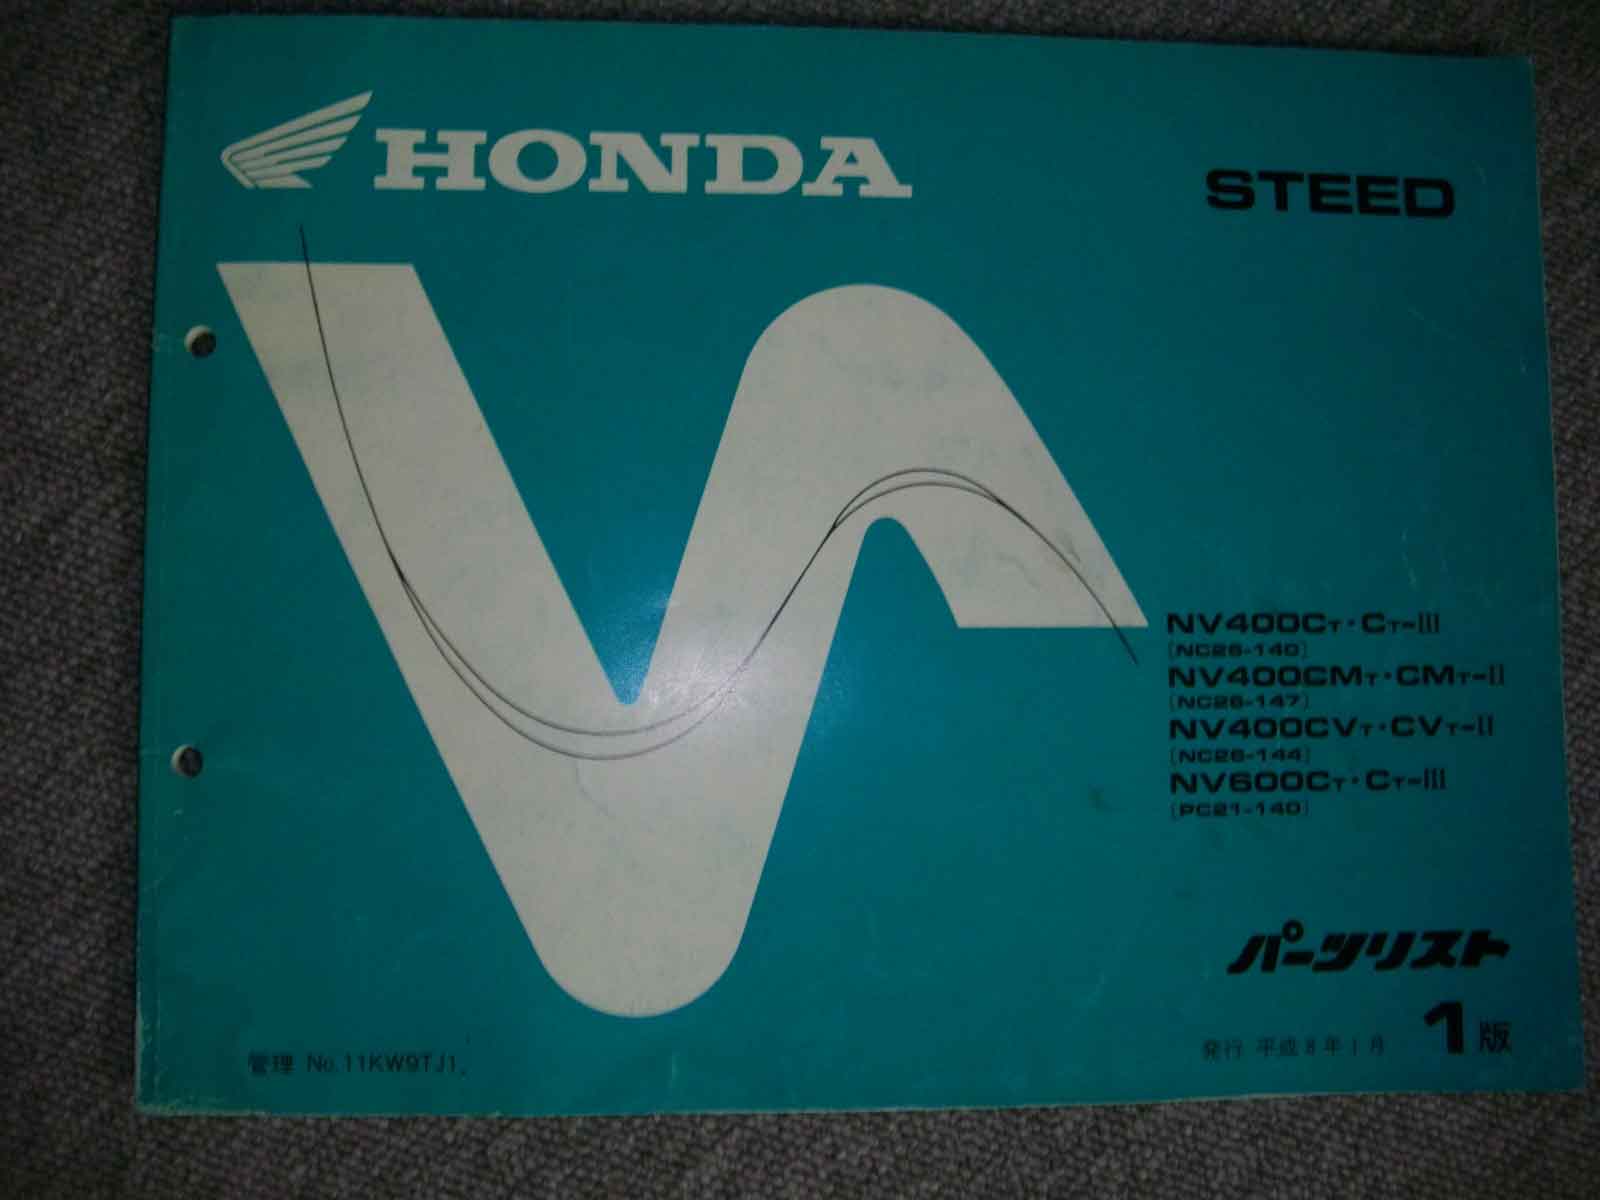 HONDA
STEED
NV400CT・CT-III
[NC26-140]
NV400CMT・CMT-II
[NC26-147]
NV400CVT・CVT-II
[NC26-144]
NV600CT・CT-III
[PC21-140]
パーツリスト
発行 平成8年1月 1版
管理 No.11KW9TJ1